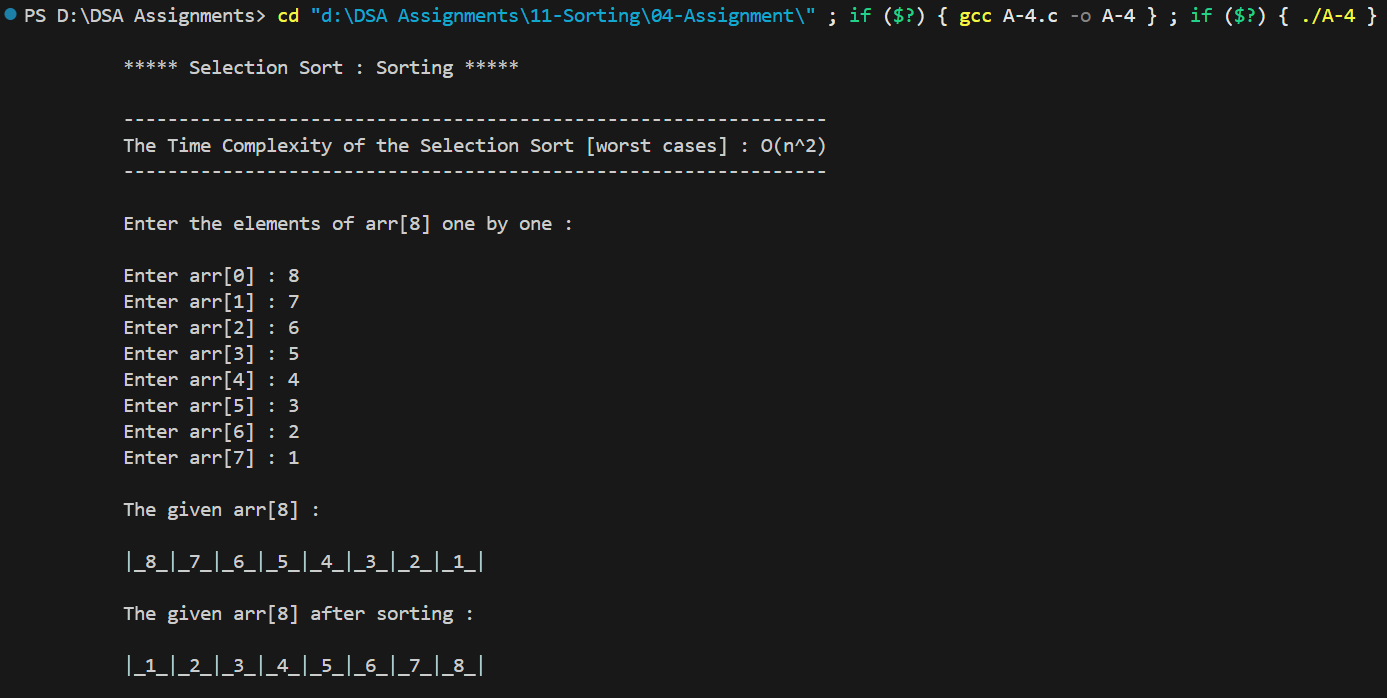 PS D:\DSA Assignments> cd "d:\DSA Assignments\11-Sorting\04-Assignment\" ; if ($?) { gcc A-4.c -o A-4 } ; if ($?) { ./A-4 }
***** Selection Sort : Sorting *****
----------------------------------------------------------------
The Time Complexity of the Selection Sort [worst cases] : O(n^2)
----------------------------------------------------------------
Enter the elements of arr[8] one by one :
Enter arr[0] : 8
Enter arr[1] : 7
Enter arr[2] : 6
Enter arr[3] : 5
Enter arr[4] : 4
Enter arr[5] : 3
Enter arr[6] : 2
Enter arr[7] : 1
The given arr[8] :
|_8_|_7_|_6_|_5_|_4_|_3_|_2_|_1_|
The given arr[8] after sorting :
|_1_|_2_|_3_|_4_|_5_|_6_|_7_|_8_|